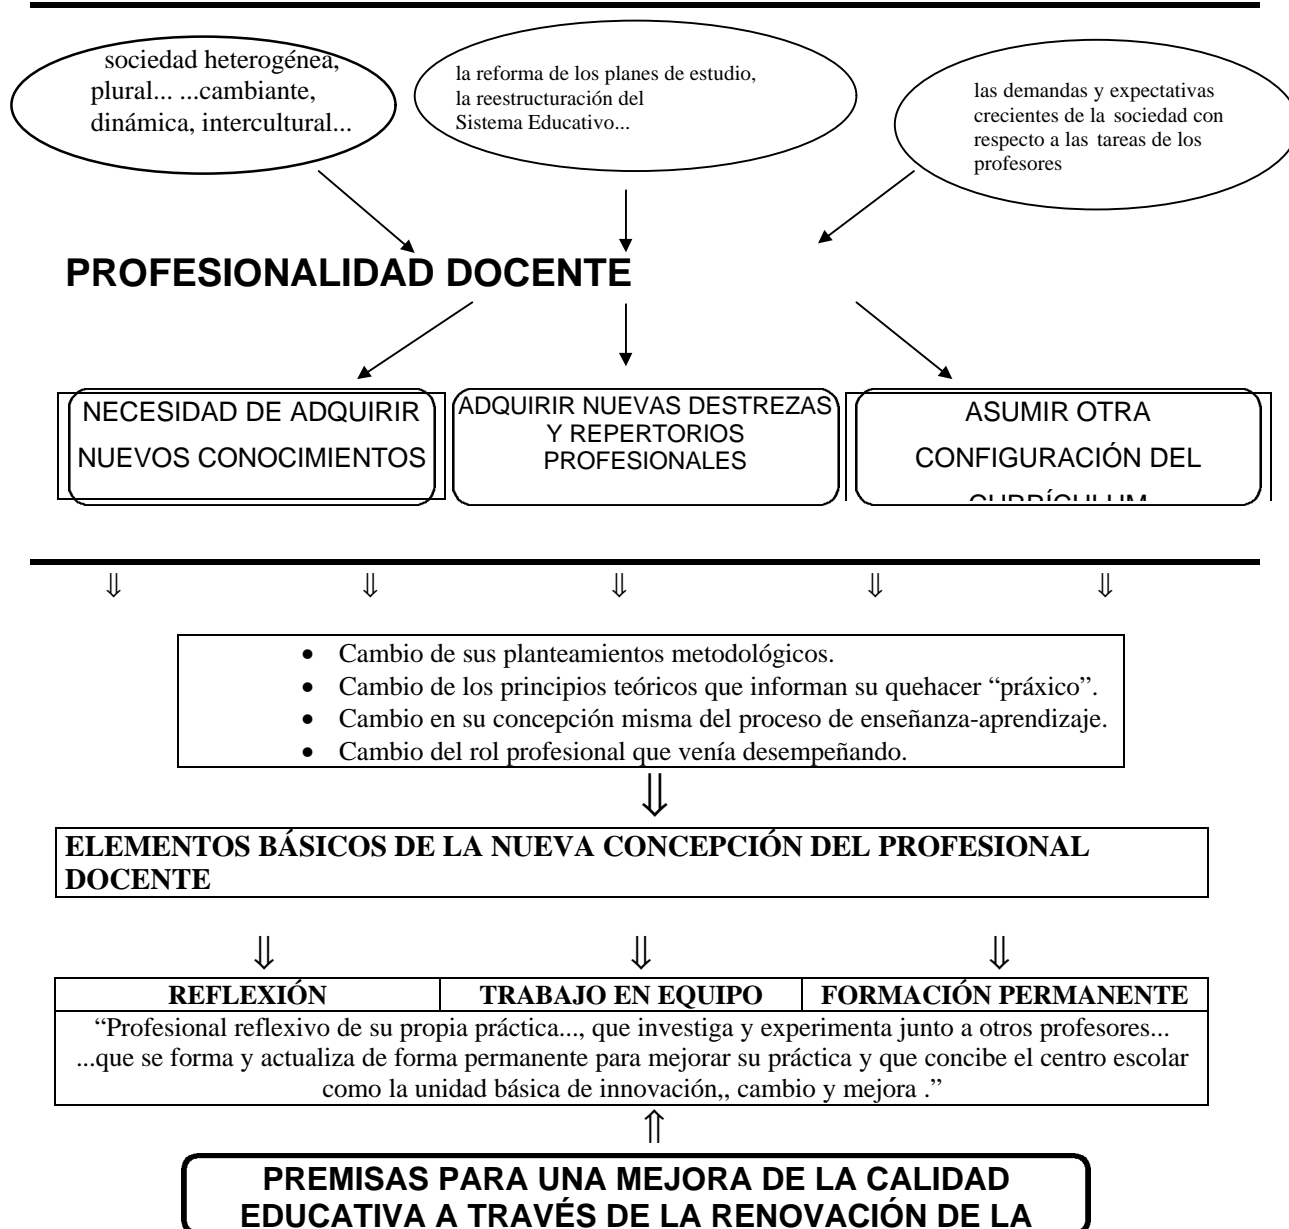 sociedad heterogénea,
plural... ...cambiante,
dinámica, intercultural...
la reforma de los planes de estudio,
la reestructuración del
Sistema Educativo...
las demandas y expectativas
crecientes de la sociedad con
respecto a las tareas de los
profesores
PROFESIONALIDAD DOCENTE
NECESIDAD DE ADQUIRIR
NUEVOS CONOCIMIENTOS
ADQUIRIR NUEVAS DESTREZAS
Y REPERTORIOS
PROFESIONALES
ASUMIR OTRA
CONFIGURACIÓN DEL
CURRÍCULUM
⇓ ⇓ ⇓ ⇓ ⇓
• Cambio de sus planteamientos metodológicos.
• Cambio de los principios teóricos que informan su quehacer “práxico”.
• Cambio en su concepción misma del proceso de enseñanza-aprendizaje.
• Cambio del rol profesional que venía desempeñando.
⇓
ELEMENTOS BÁSICOS DE LA NUEVA CONCEPCIÓN DEL PROFESIONAL
DOCENTE
⇓ ⇓ ⇓
REFLEXIÓN TRABAJO EN EQUIPO FORMACIÓN PERMANENTE
“Profesional reflexivo de su propia práctica..., que investiga y experimenta junto a otros profesores...
...que se forma y actualiza de forma permanente para mejorar su práctica y que concibe el centro escolar
como la unidad básica de innovación,, cambio y mejora .”
⇑
PREMISAS PARA UNA MEJORA DE LA CALIDAD
EDUCATIVA A TRAVÉS DE LA RENOVACIÓN DE LA